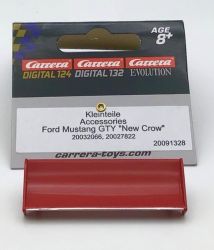 AGE
8+
Carrera Carrera Carrera
DIGITAL 124 DIGITAL 132 EVOLUTION
Kleinteile
Accessories
Ford Mustang GTY "New Crow"
20032066, 20027822
20091328
carrera-toys.com